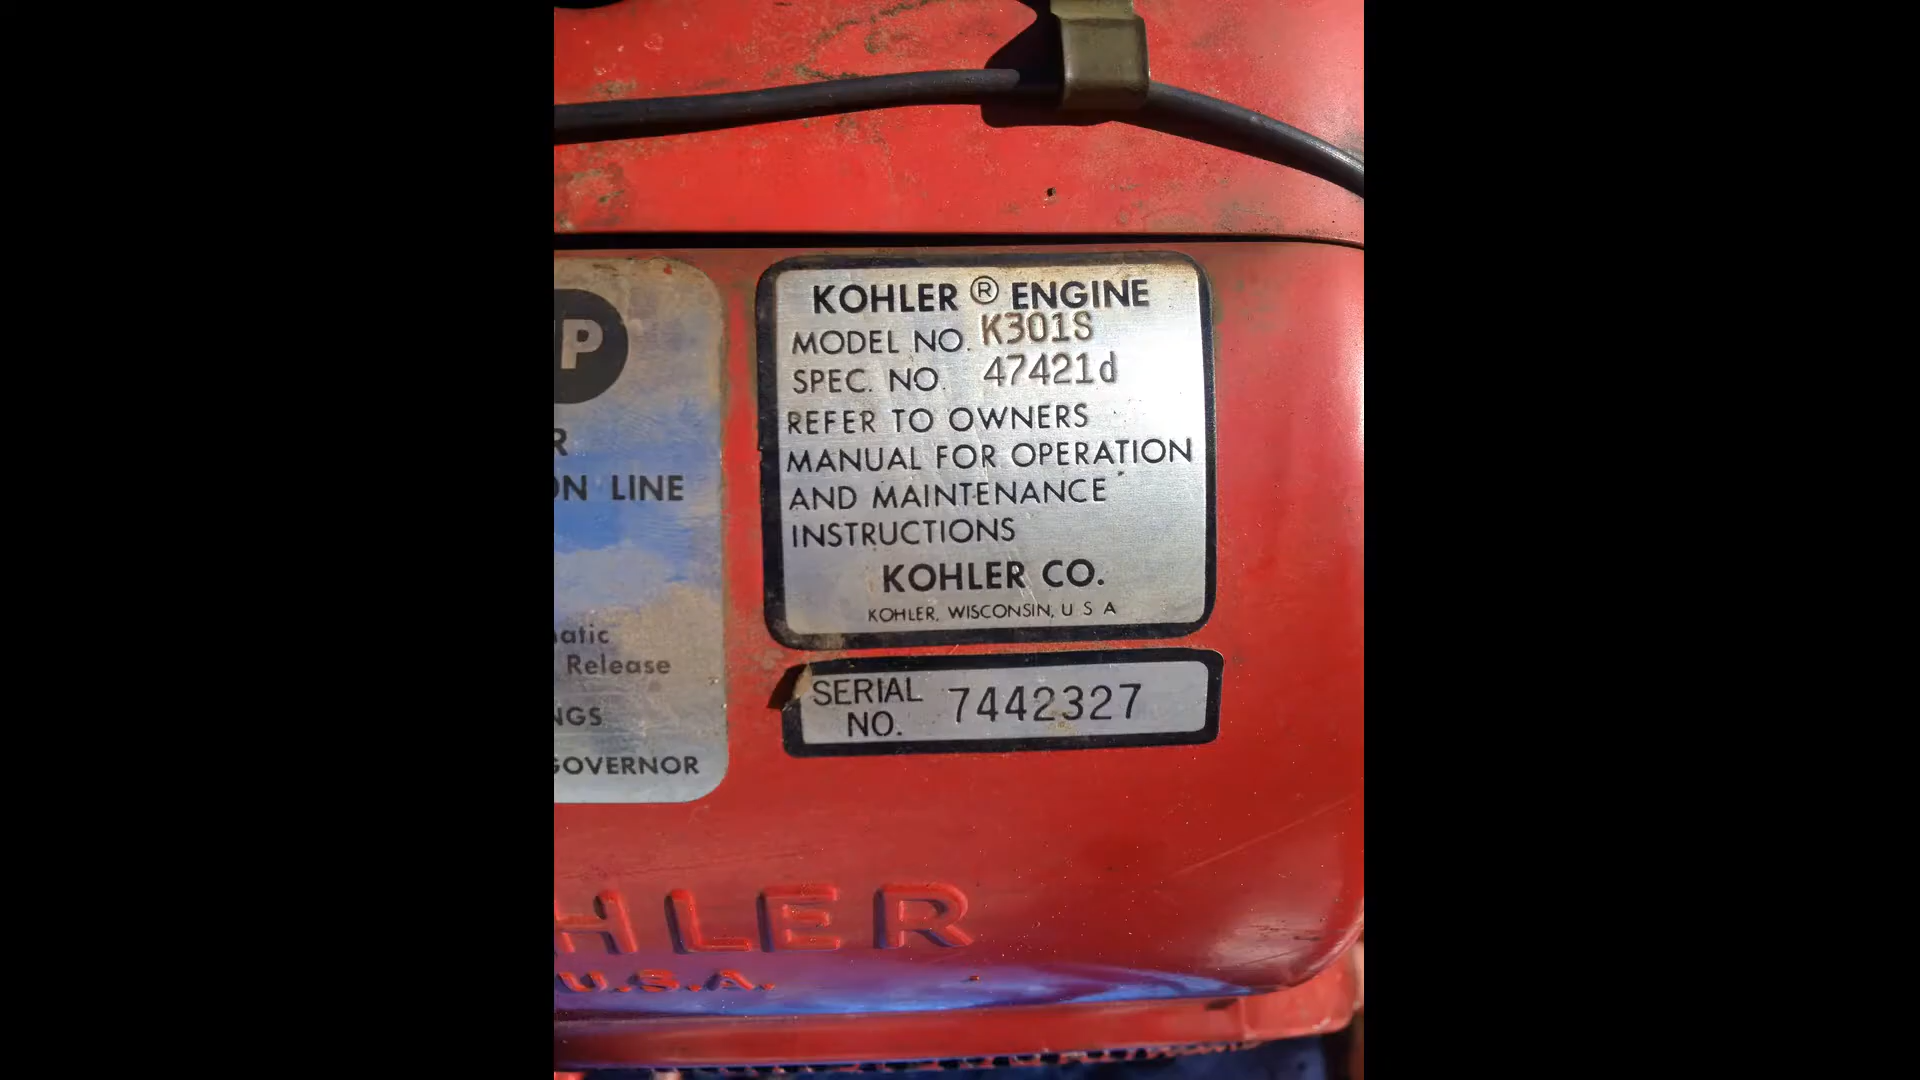 KOHLER ® ENGINE
MODEL NO. K301S
SPEC. NO. 47421d
REFER TO OWNERS
MANUAL FOR OPERATION
AND MAINTENANCE
INSTRUCTIONS
KOHLER CO.
KOHLER, WISCONSIN, U S A
SERIAL
NO. 7442327
P
R
ON LINE
atic
Release
NGS
GOVERNOR
HLER
U.S.A.